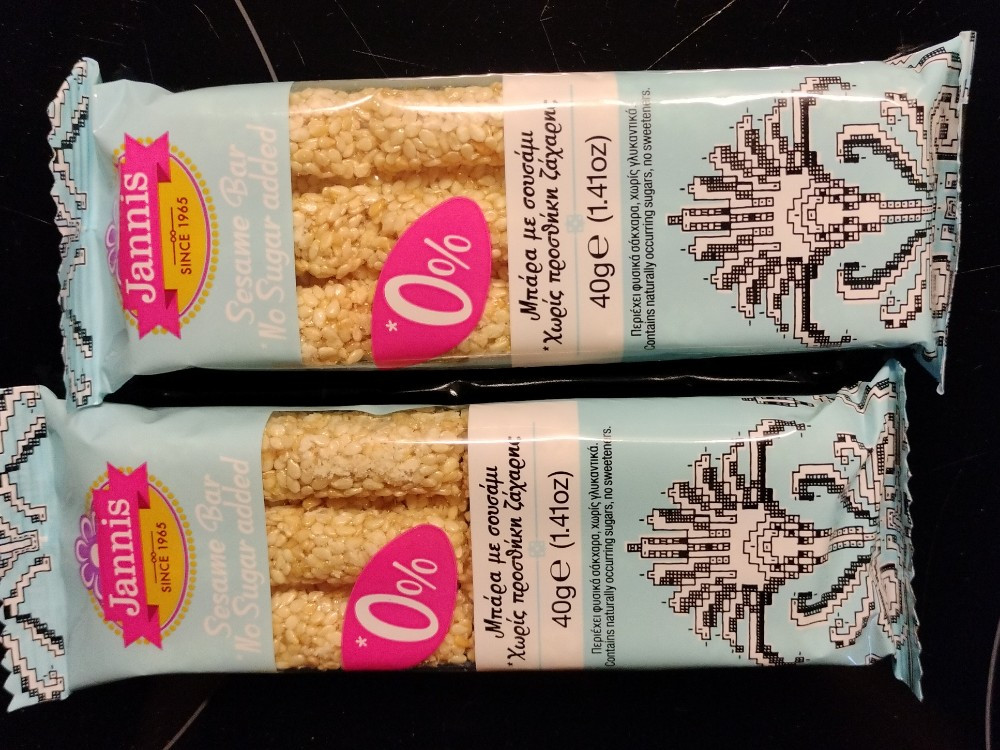 Jannis
SINCE 1965
Sesame Bar
*No Sugar added
*0%
Μπάρα με σουσάμι
*Χωρίς προσθήκη ζάχαρης
40g℮ (1.41oz)
Περιέχει φυσικά σάκχαρα, χωρίς γλυκαντικά.
Contains naturally occurring sugars, no sweeteners.
Jannis
SINCE 1965
Sesame Bar
*No Sugar added
*0%
Μπάρα με σουσάμι
*Χωρίς προσθήκη ζάχαρης
40g℮ (1.41oz)
Περιέχει φυσικά σάκχαρα, χωρίς γλυκαντικά.
Contains naturally occurring sugars, no sweeteners.